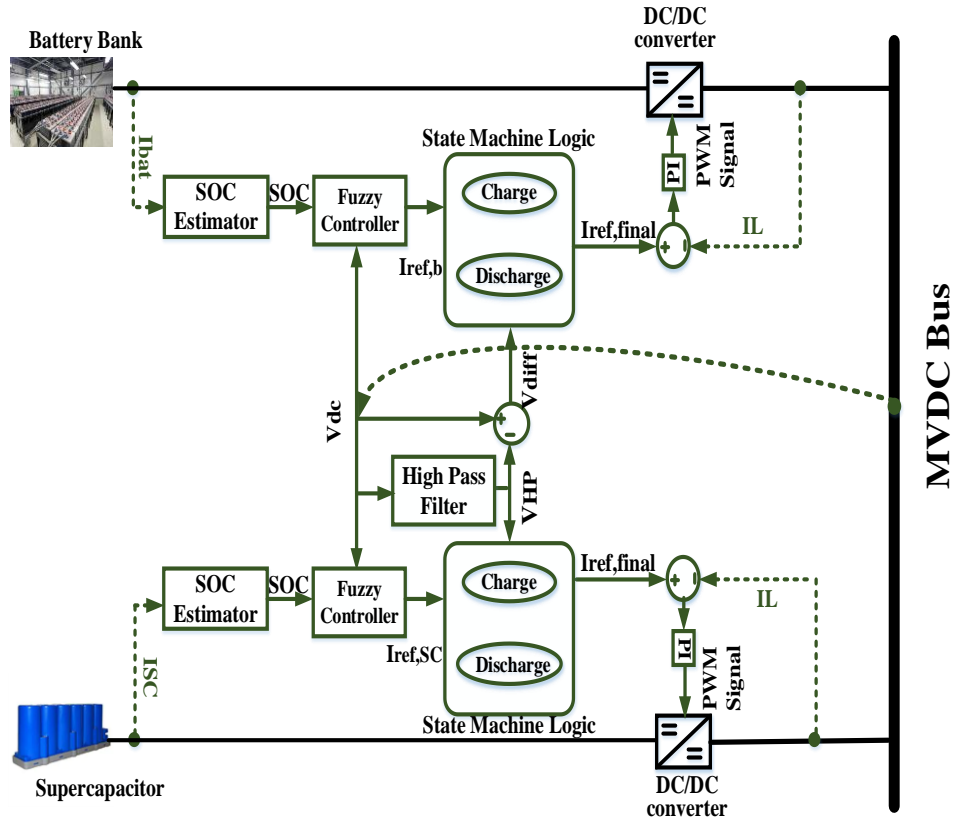 Battery Bank
DC/DC
converter
Ibat
SOC
Estimator
SOC
Fuzzy
Controller
Iref,b
State Machine Logic
Charge
Discharge
Iref,final
+
-
PI
PWM
Signal
IL
MVDC Bus
Vdc
Vdiff
+
-
High Pass
Filter
VHP
SOC
Estimator
SOC
Fuzzy
Controller
Iref,SC
Charge
Discharge
State Machine Logic
Iref,final
+
-
PI
PWM
Signal
IL
ISC
Supercapacitor
DC/DC
converter